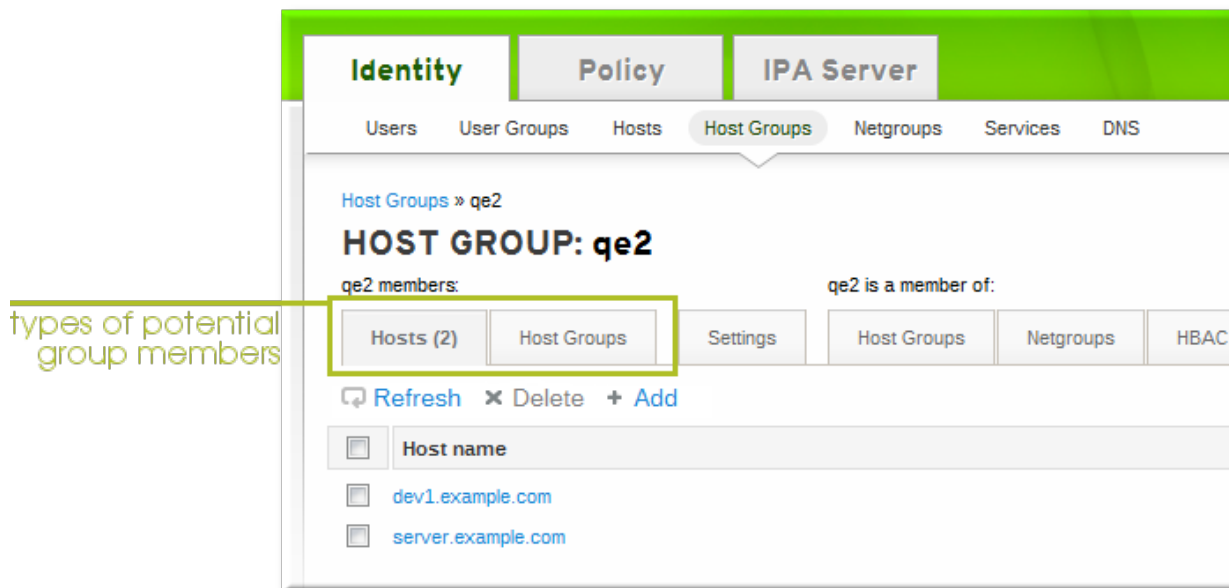 Identity Policy IPA Server
Users User Groups Hosts Host Groups Netgroups Services DNS
Host Groups » qe2
HOST GROUP: qe2
qe2 members: qe2 is a member of:
types of potential
group members
Hosts (2) Host Groups Settings Host Groups Netgroups HBAC
Refresh Delete + Add
Host name
dev1.example.com
server.example.com